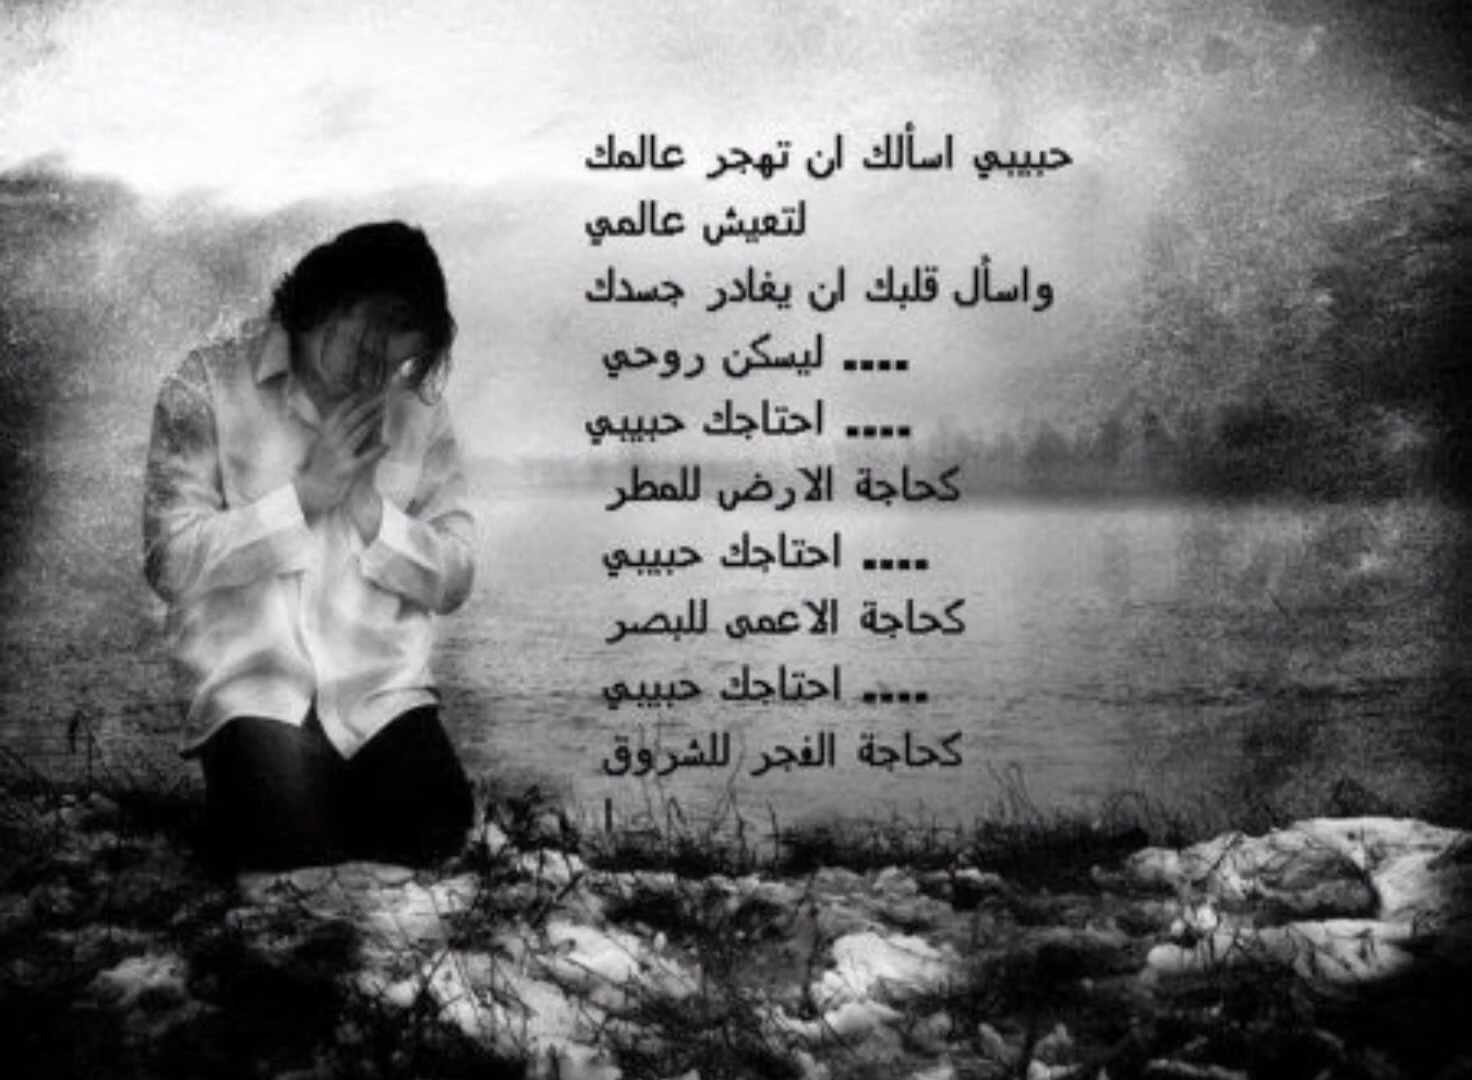 حبيبي اسألك ان تهجر عالمك
لتعيش عالمي
واسأل قلبك ان يغادر جسدك
.... ليسكن روحي
.... احتاجك حبيبي
كحاجة الارض للمطر
.... احتاجك حبيبي
كحاجة الاعمى للبصر
.... احتاجك حبيبي
كحاجة الفجر للشروق